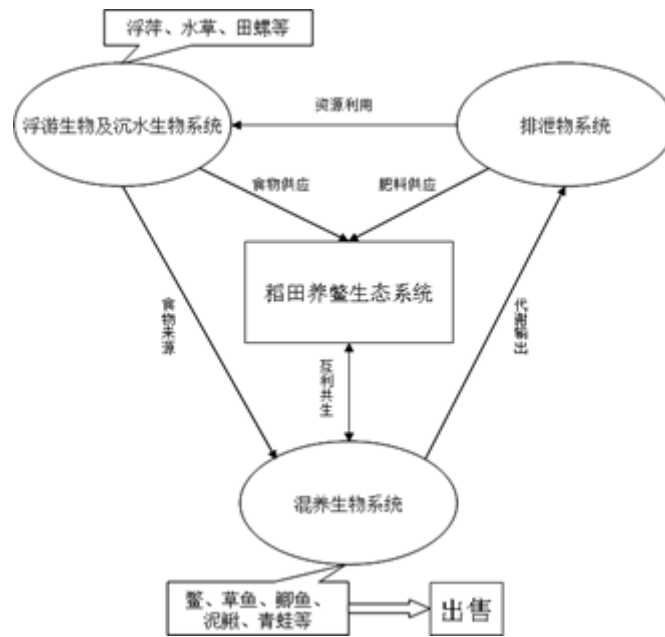 浮萍、水草、田螺等
浮游生物及沉水生物系统
资源利用
排泄物系统
食物供应
肥料供应
稻田养鳖生态系统
食物来源
互利共生
代谢输出
混养生物系统
鳖、草鱼、鲫鱼、
泥鳅、青蛙等
出售